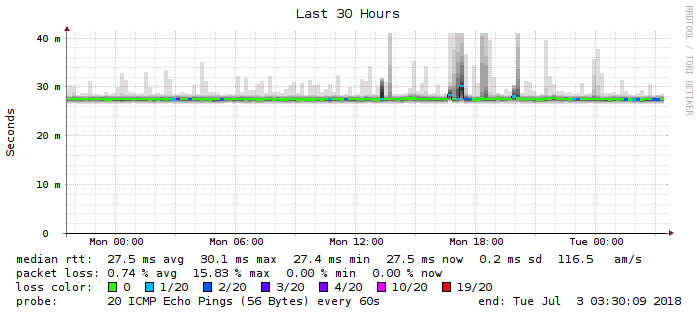 Last 30 Hours
RRDTOOL / TOBI OETIKER
Seconds
40 m
30 m
20 m
10 m
0
Mon 00:00 Mon 06:00 Mon 12:00 Mon 18:00 Tue 00:00
median rtt: 27.5 ms avg 30.1 ms max 27.4 ms min 27.5 ms now 0.2 ms sd 116.5 am/s
packet loss: 0.74 % avg 15.83 % max 0.00 % min 0.00 % now
loss color: 0 1/20 2/20 3/20 4/20 10/20 19/20
probe: 20 ICMP Echo Pings (56 Bytes) every 60s end: Tue Jul 3 03:30:09 2018